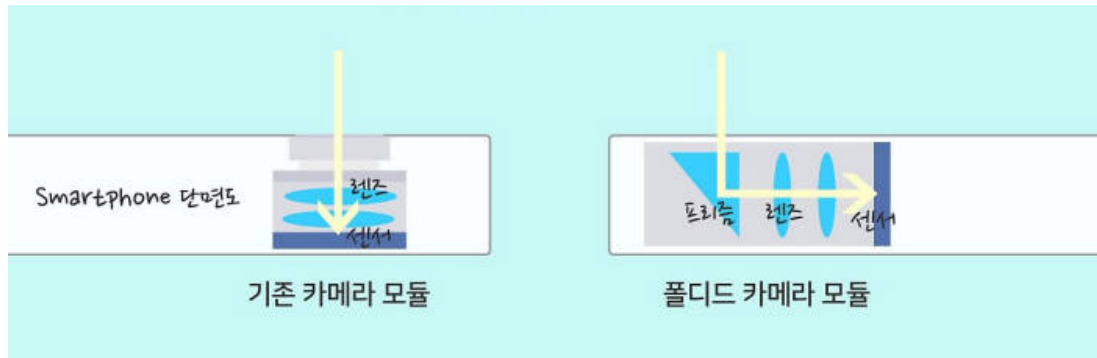 Smartphone 단면도
렌즈
센서
기존 카메라 모듈
프리즘
렌즈
센서
폴디드 카메라 모듈